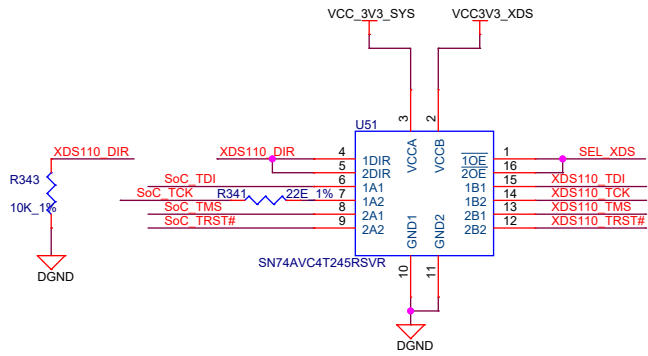 VCC_3V3_SYS
VCC3V3_XDS
3
2
U51
VCCA
VCCB
XDS110_DIR
R343
10K_1%
DGND
XDS110_DIR
4
1DIR
5
2DIR
SoC_TDI
6
1A1
SoC_TCK
R341
22E_1%
7
1A2
SoC_TMS
8
2A1
SoC_TRST#
9
2A2
1OE
1
SEL_XDS
2OE
16
1B1
15
XDS110_TDI
1B2
14
XDS110_TCK
2B1
13
XDS110_TMS
2B2
12
XDS110_TRST#
GND1
GND2
SN74AVC4T245RSVR
10
11
DGND